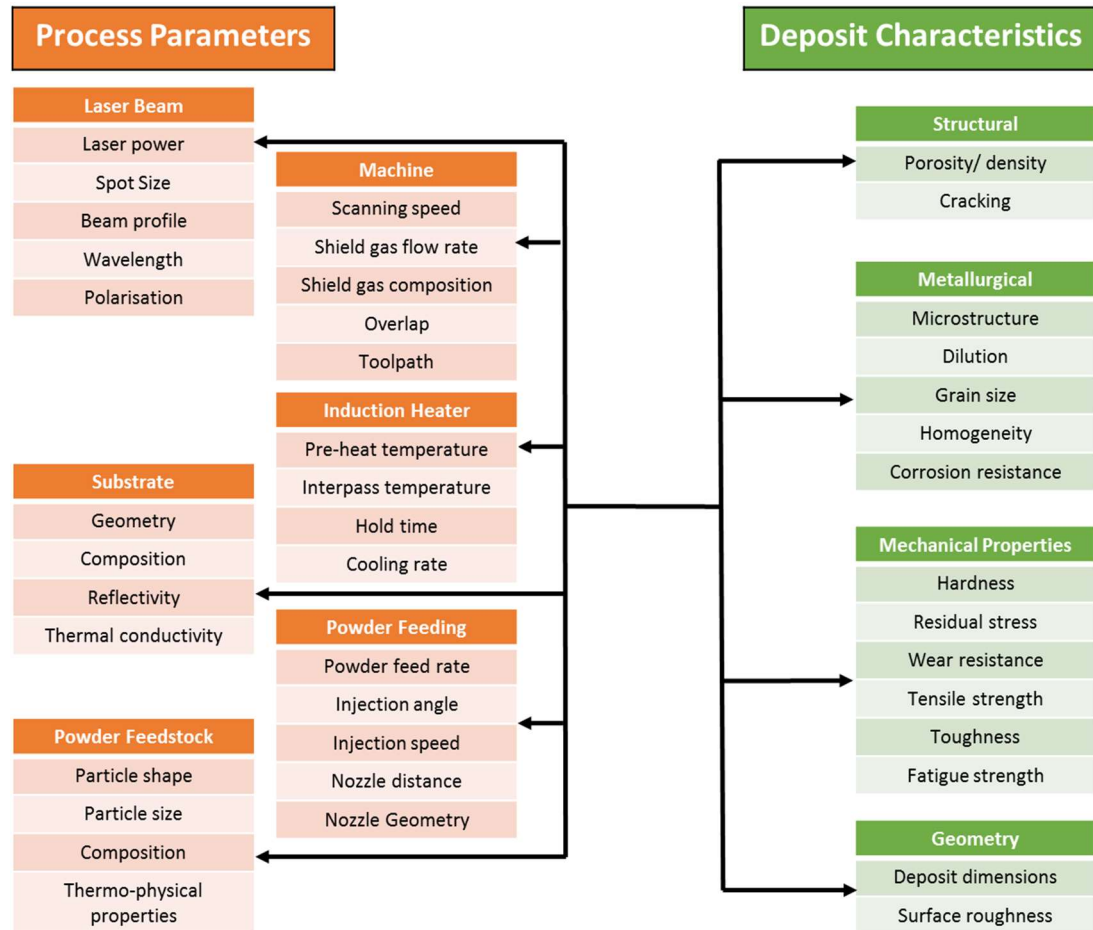 Process Parameters
Deposit Characteristics
Laser Beam
Laser power
Spot Size
Beam profile
Wavelength
Polarisation
Machine
Scanning speed
Shield gas flow rate
Shield gas composition
Overlap
Toolpath
Induction Heater
Pre-heat temperature
Interpass temperature
Hold time
Cooling rate
Substrate
Geometry
Composition
Reflectivity
Thermal conductivity
Powder Feeding
Powder feed rate
Injection angle
Injection speed
Nozzle distance
Nozzle Geometry
Powder Feedstock
Particle shape
Particle size
Composition
Thermo-physical
properties
Structural
Porosity/ density
Cracking
Metallurgical
Microstructure
Dilution
Grain size
Homogeneity
Corrosion resistance
Mechanical Properties
Hardness
Residual stress
Wear resistance
Tensile strength
Toughness
Fatigue strength
Geometry
Deposit dimensions
Surface roughness